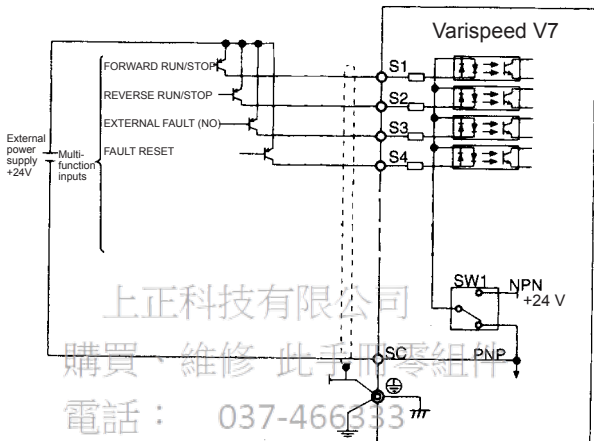 Varispeed V7
FORWARD RUN/STOP
S1
REVERSE RUN/STOP
S2
EXTERNAL FAULT (NO)
S3
FAULT RESET
S4
External
power
supply
+24V
Multi-
function
inputs
SW1
NPN
+24 V
上正科技有限公司
SC
PNP
購買、維修 此手冊零組件
電話： 037-466333